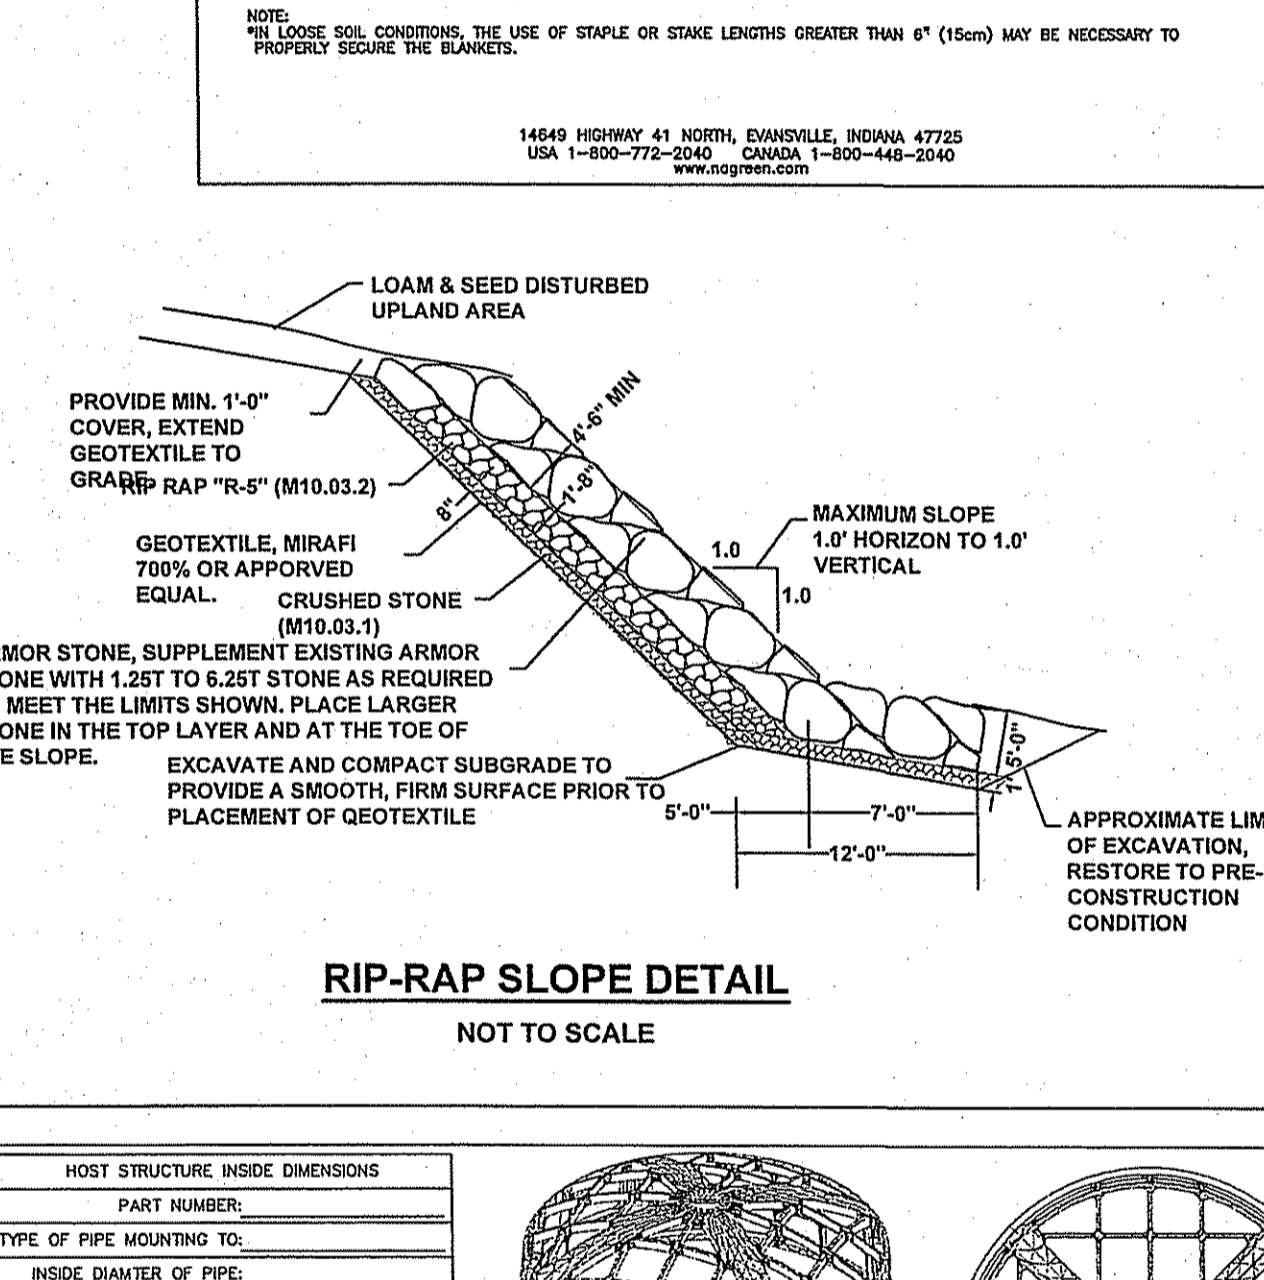 NOTE:
*IN LOOSE SOIL CONDITIONS, THE USE OF STAPLE OR STAKE LENGTHS GREATER THAN 6" (15cm) MAY BE NECESSARY TO
PROPERLY SECURE THE BLANKETS.
14649 HIGHWAY 41 NORTH, EVANSVILLE, INDIANA 47725
USA 1-800-772-2040 CANADA 1-800-448-2040
www.nagreen.com
LOAM & SEED DISTURBED
UPLAND AREA
PROVIDE MIN. 1'-0"
COVER, EXTEND
GEOTEXTILE TO
GRADE
RIP RAP "R-5" (M10.03.2)
4'-6" MIN
1'-8"
8"
GEOTEXTILE, MIRAFI
700% OR APPORVED
EQUAL.
CRUSHED STONE
(M10.03.1)
MAXIMUM SLOPE
1.0' HORIZON TO 1.0'
VERTICAL
1.0
1.0
MOR STONE, SUPPLEMENT EXISTING ARMOR
ONE WITH 1.25T TO 6.25T STONE AS REQUIRED
MEET THE LIMITS SHOWN. PLACE LARGER
ONE IN THE TOP LAYER AND AT THE TOE OF
E SLOPE.
EXCAVATE AND COMPACT SUBGRADE TO
PROVIDE A SMOOTH, FIRM SURFACE PRIOR TO
PLACEMENT OF QEOTEXTILE
5'-0"
7'-0"
12'-0"
5'-0"
1'
APPROXIMATE LIM
OF EXCAVATION,
RESTORE TO PRE-
CONSTRUCTION
CONDITION
RIP-RAP SLOPE DETAIL
NOT TO SCALE
HOST STRUCTURE INSIDE DIMENSIONS
PART NUMBER:
TYPE OF PIPE MOUNTING TO:
INSIDE DIAMTER OF PIPE: